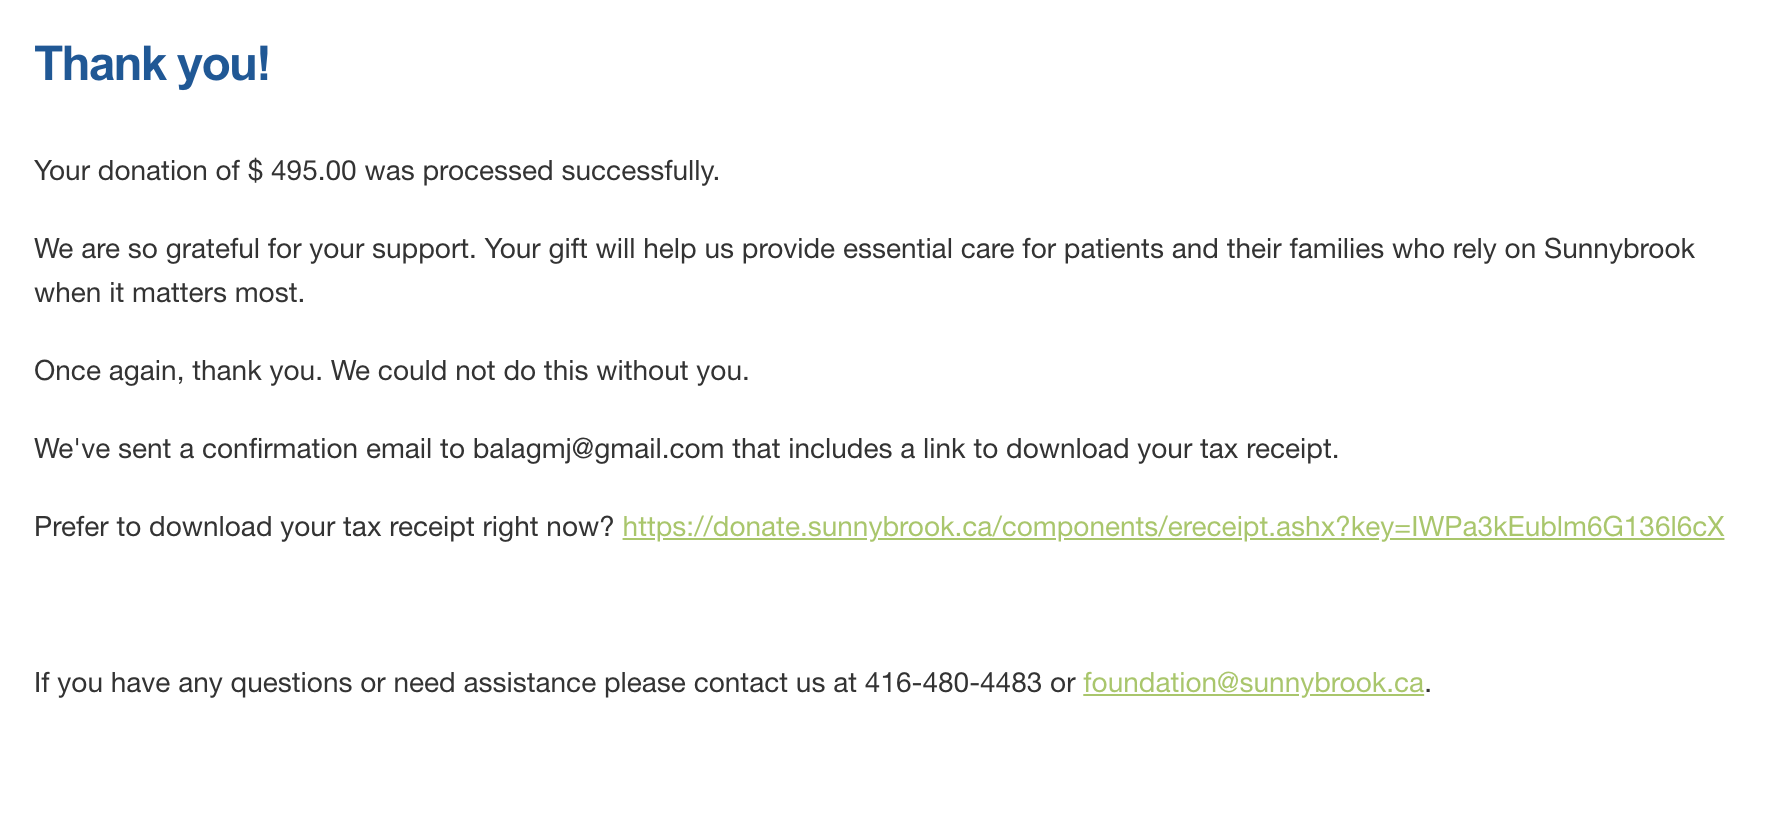 Thank you!
Your donation of $ 495.00 was processed successfully.
We are so grateful for your support. Your gift will help us provide essential care for patients and their families who rely on Sunnybrook
when it matters most.
Once again, thank you. We could not do this without you.
We've sent a confirmation email to balagmj@gmail.com that includes a link to download your tax receipt.
Prefer to download your tax receipt right now? https://donate.sunnybrook.ca/components/ereceipt.ashx?key=IWPa3kEublm6G136l6cX
If you have any questions or need assistance please contact us at 416-480-4483 or foundation@sunnybrook.ca.